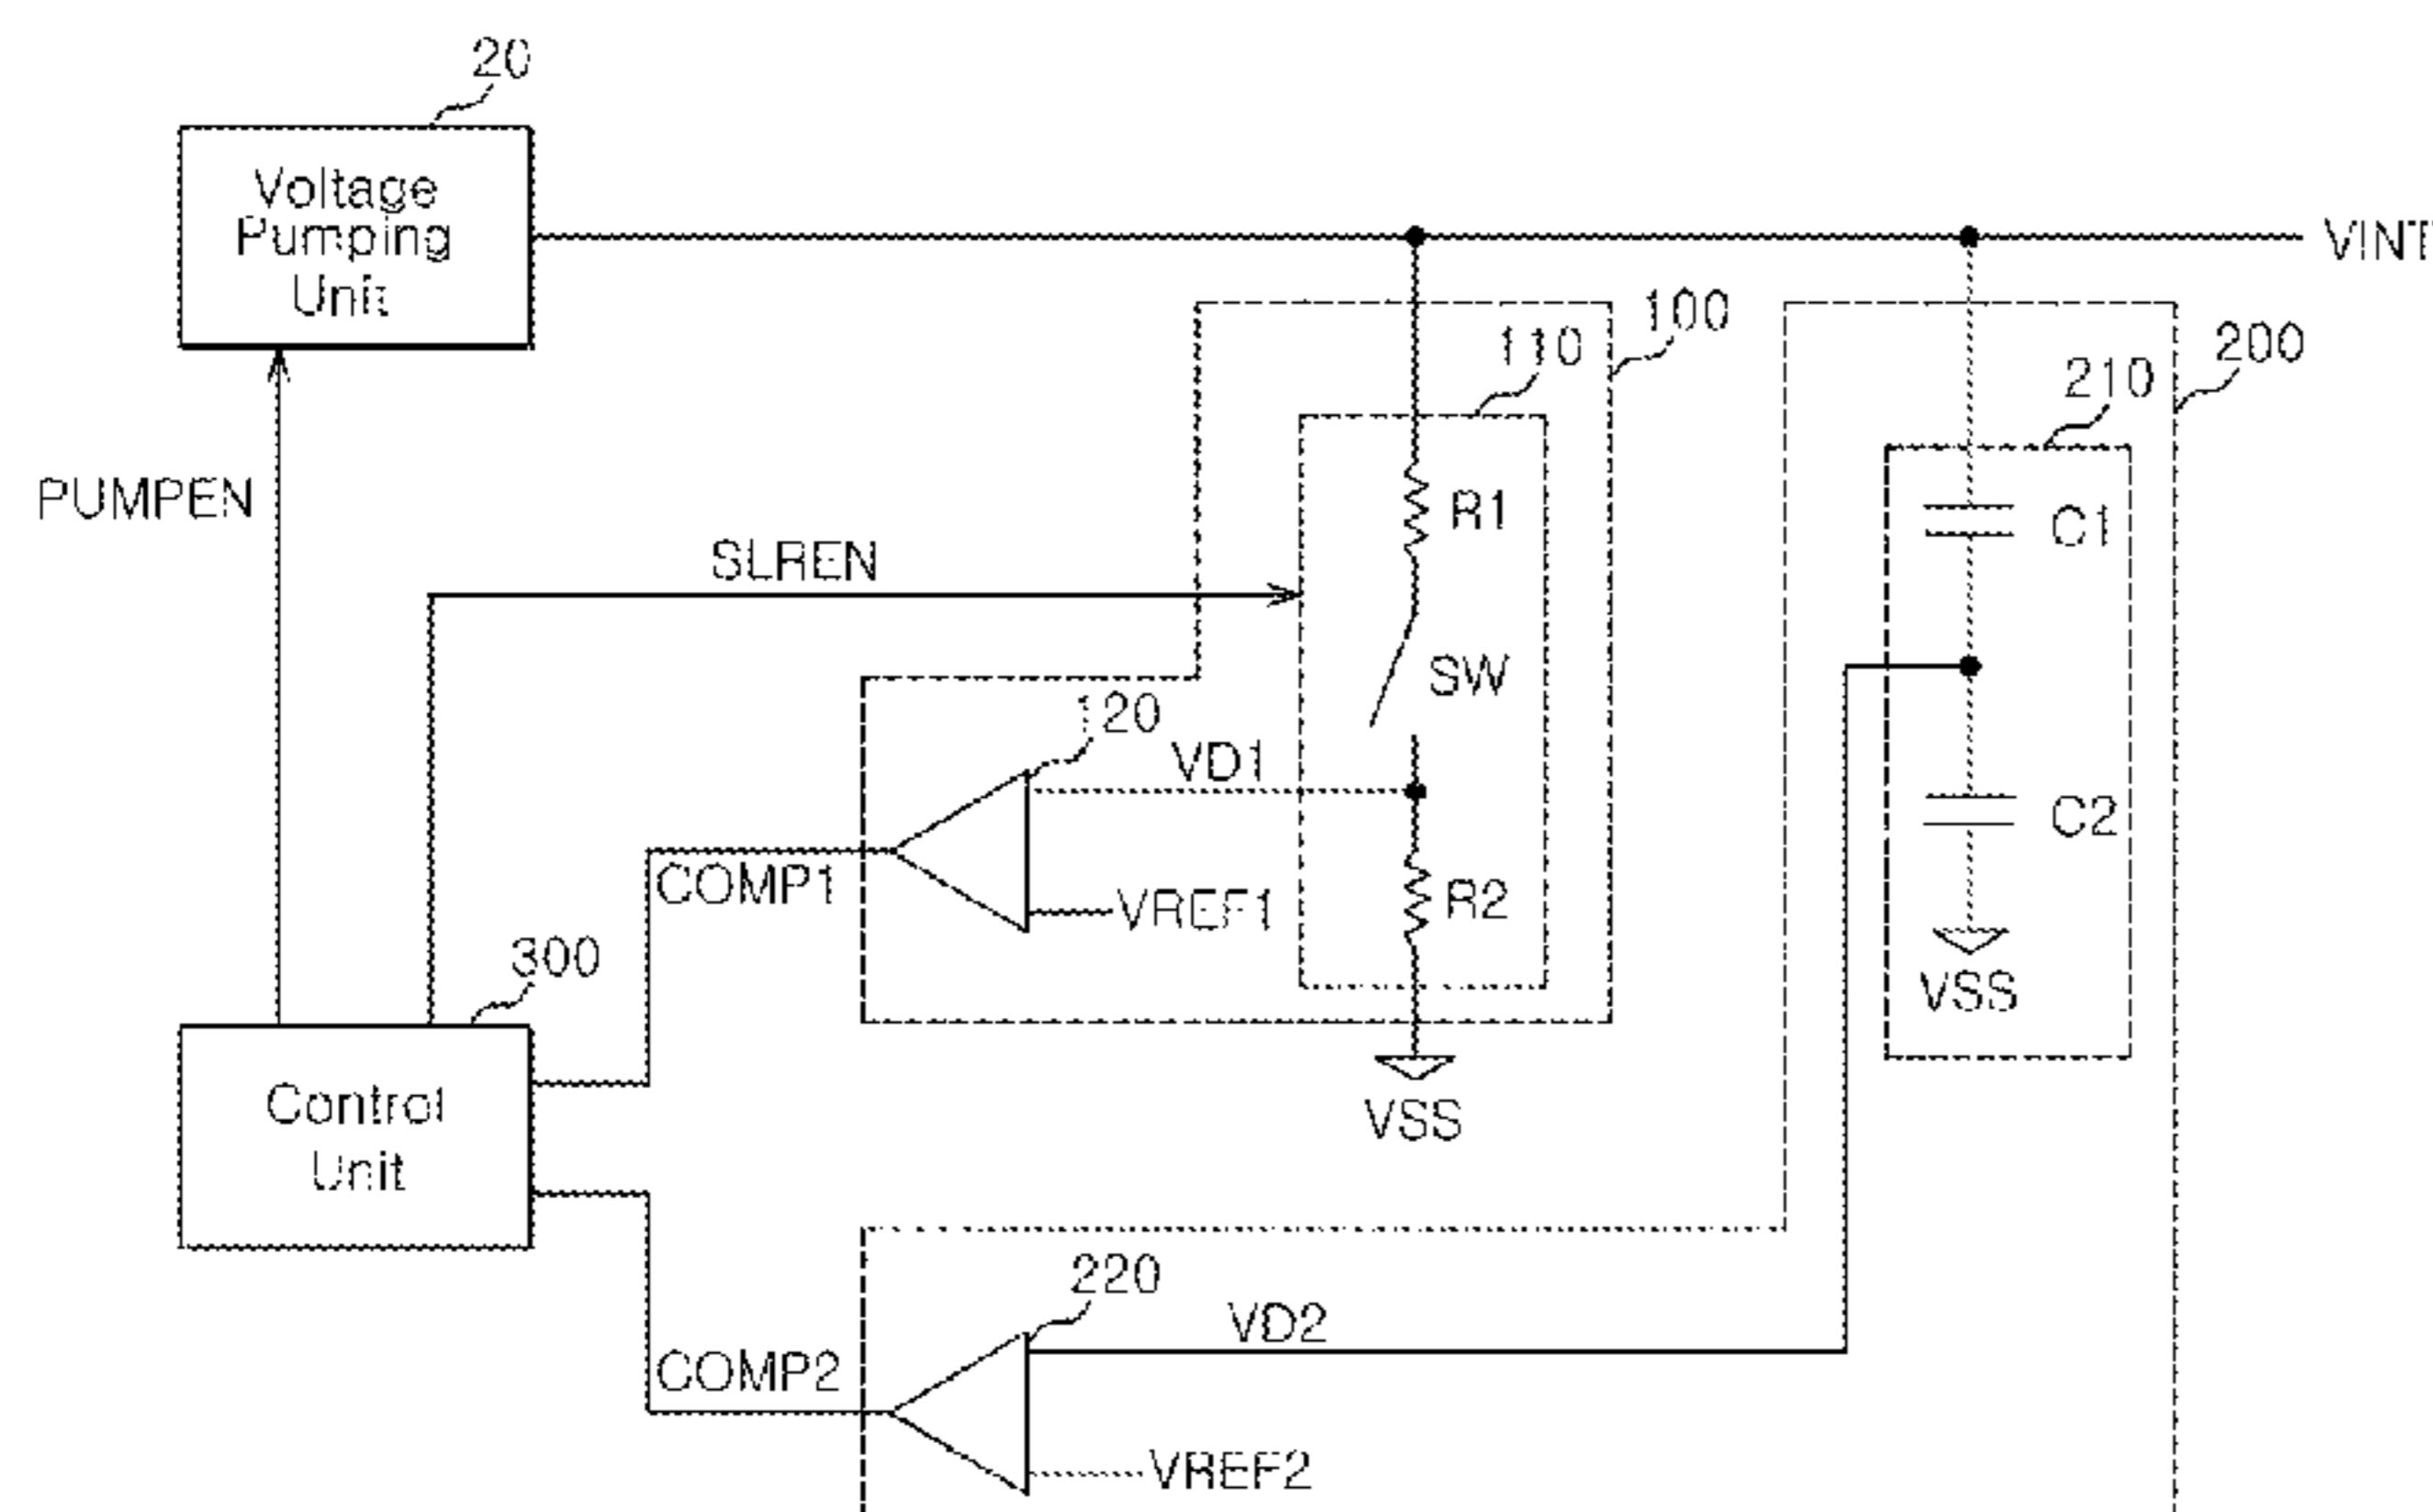 20
Voltage
Pumping
Unit
VINT
100
110
200
210
PUMPEN
R1
C1
SLREN
SW
120
VD1
C2
COMP1
VREF1
R2
300
VSS
Control
Unit
VSS
220
VD2
COMP2
VREF2